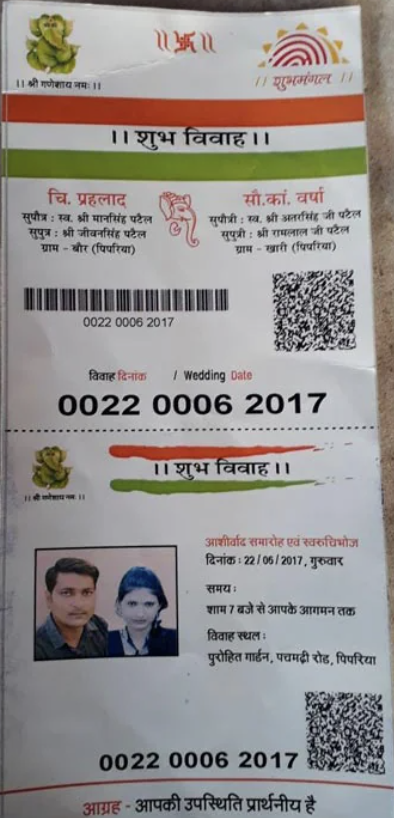 ।। श्री गणेशाय नमः ।।
।। शुभमंगल ।।
।। शुभ विवाह ।।
चि. प्रहलाद
सुपौत्र : स्व. श्री मानसिंह पटैल
सुपुत्र : श्री जीवनसिंह पटैल
ग्राम - बौर (पिपरिया)
सौ.कां. वर्षा
सुपौत्री : स्व. श्री अतरसिंह जी पटैल
सुपुत्री : श्री रामलाल जी पटैल
ग्राम - खारी (पिपरिया)
0022 0006 2017
विवाह दिनांक / Wedding Date
0022 0006 2017
।। श्री गणेशाय नमः ।।
।। शुभ विवाह ।।
आशीर्वाद समारोह एवं स्वरुचिभोज
दिनांक : 22/06/2017, गुरुवार
समय :
शाम 7 बजे से आपके आगमन तक
विवाह स्थल :
पुरोहित गार्डन, पचमढ़ी रोड, पिपरिया
0022 0006 2017
आग्रह - आपकी उपस्थिति प्रार्थनीय है